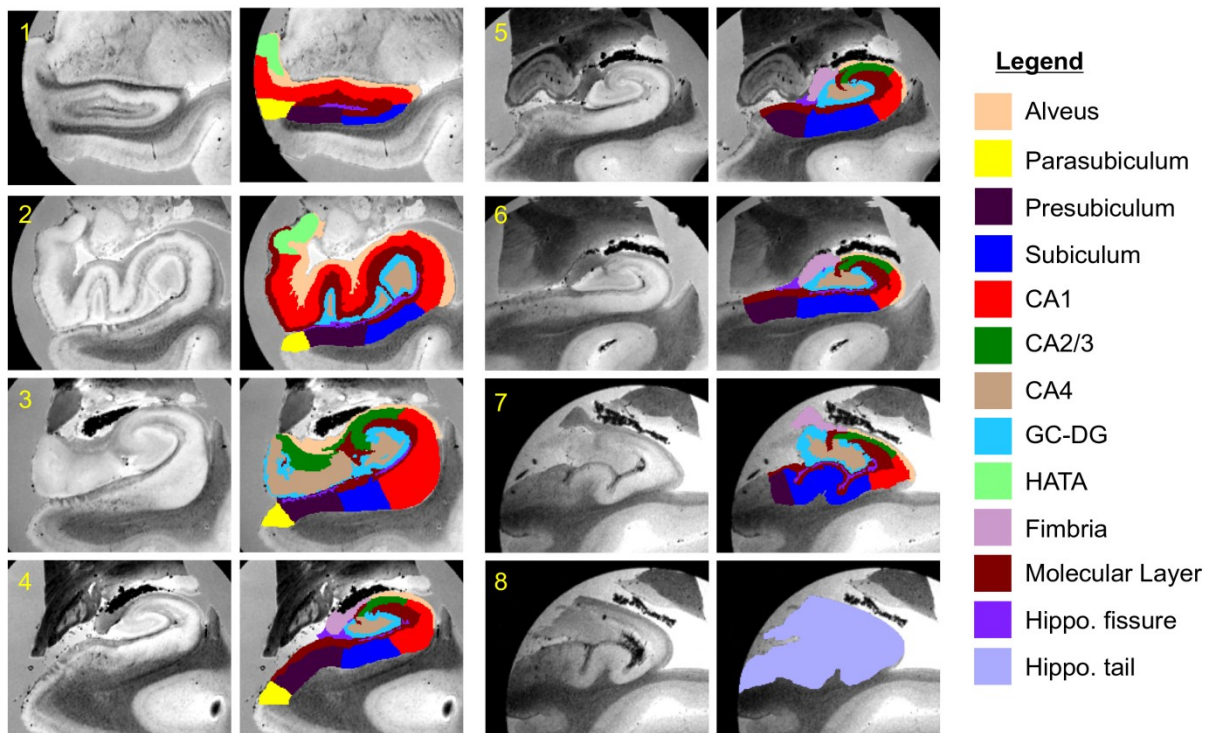 1
2
3
4
5
6
7
8
Legend
Alveus
Parasubiculum
Presubiculum
Subiculum
CA1
CA2/3
CA4
GC-DG
HATA
Fimbria
Molecular Layer
Hippo. fissure
Hippo. tail